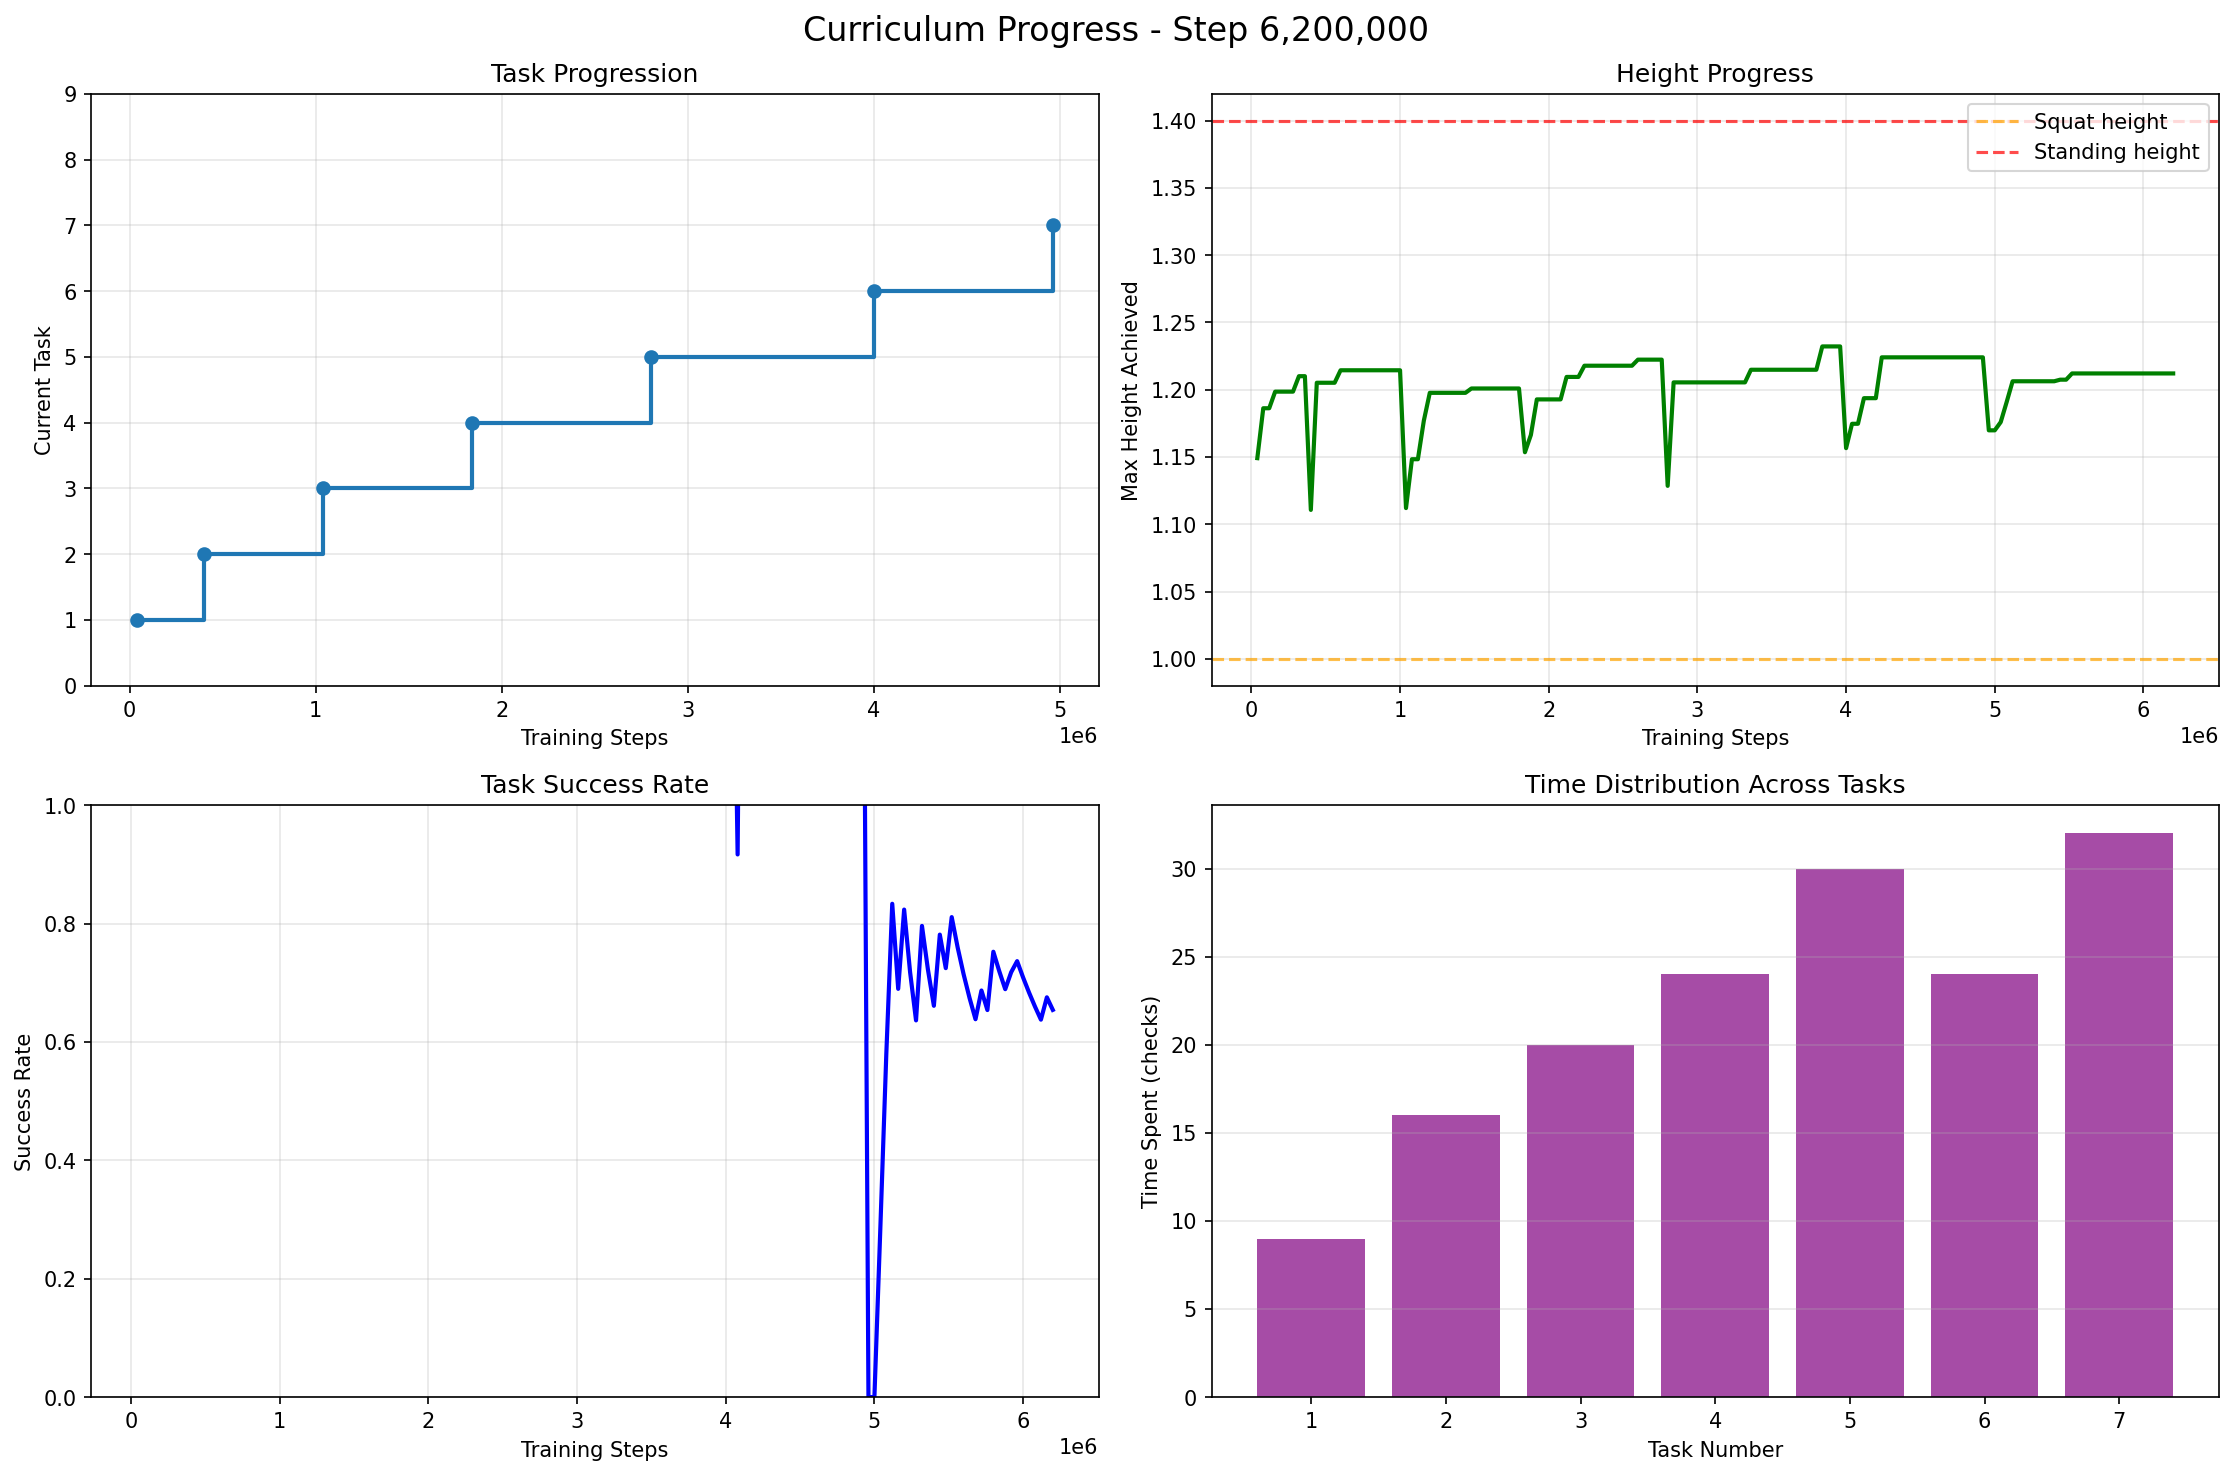 Curriculum Progress - Step 6,200,000
Task Progression
9
8
7
6
5
4
3
2
1
0
Current Task
0 1 2 3 4 5
1e6
Training Steps
Height Progress
1.40
1.35
1.30
1.25
1.20
1.15
1.10
1.05
1.00
Max Height Achieved
Squat height
Standing height
0 1 2 3 4 5 6
1e6
Training Steps
Task Success Rate
1.0
0.8
0.6
0.4
0.2
0.0
Success Rate
0 1 2 3 4 5 6
1e6
Training Steps
Time Distribution Across Tasks
30
25
20
15
10
5
0
Time Spent (checks)
1 2 3 4 5 6 7
Task Number